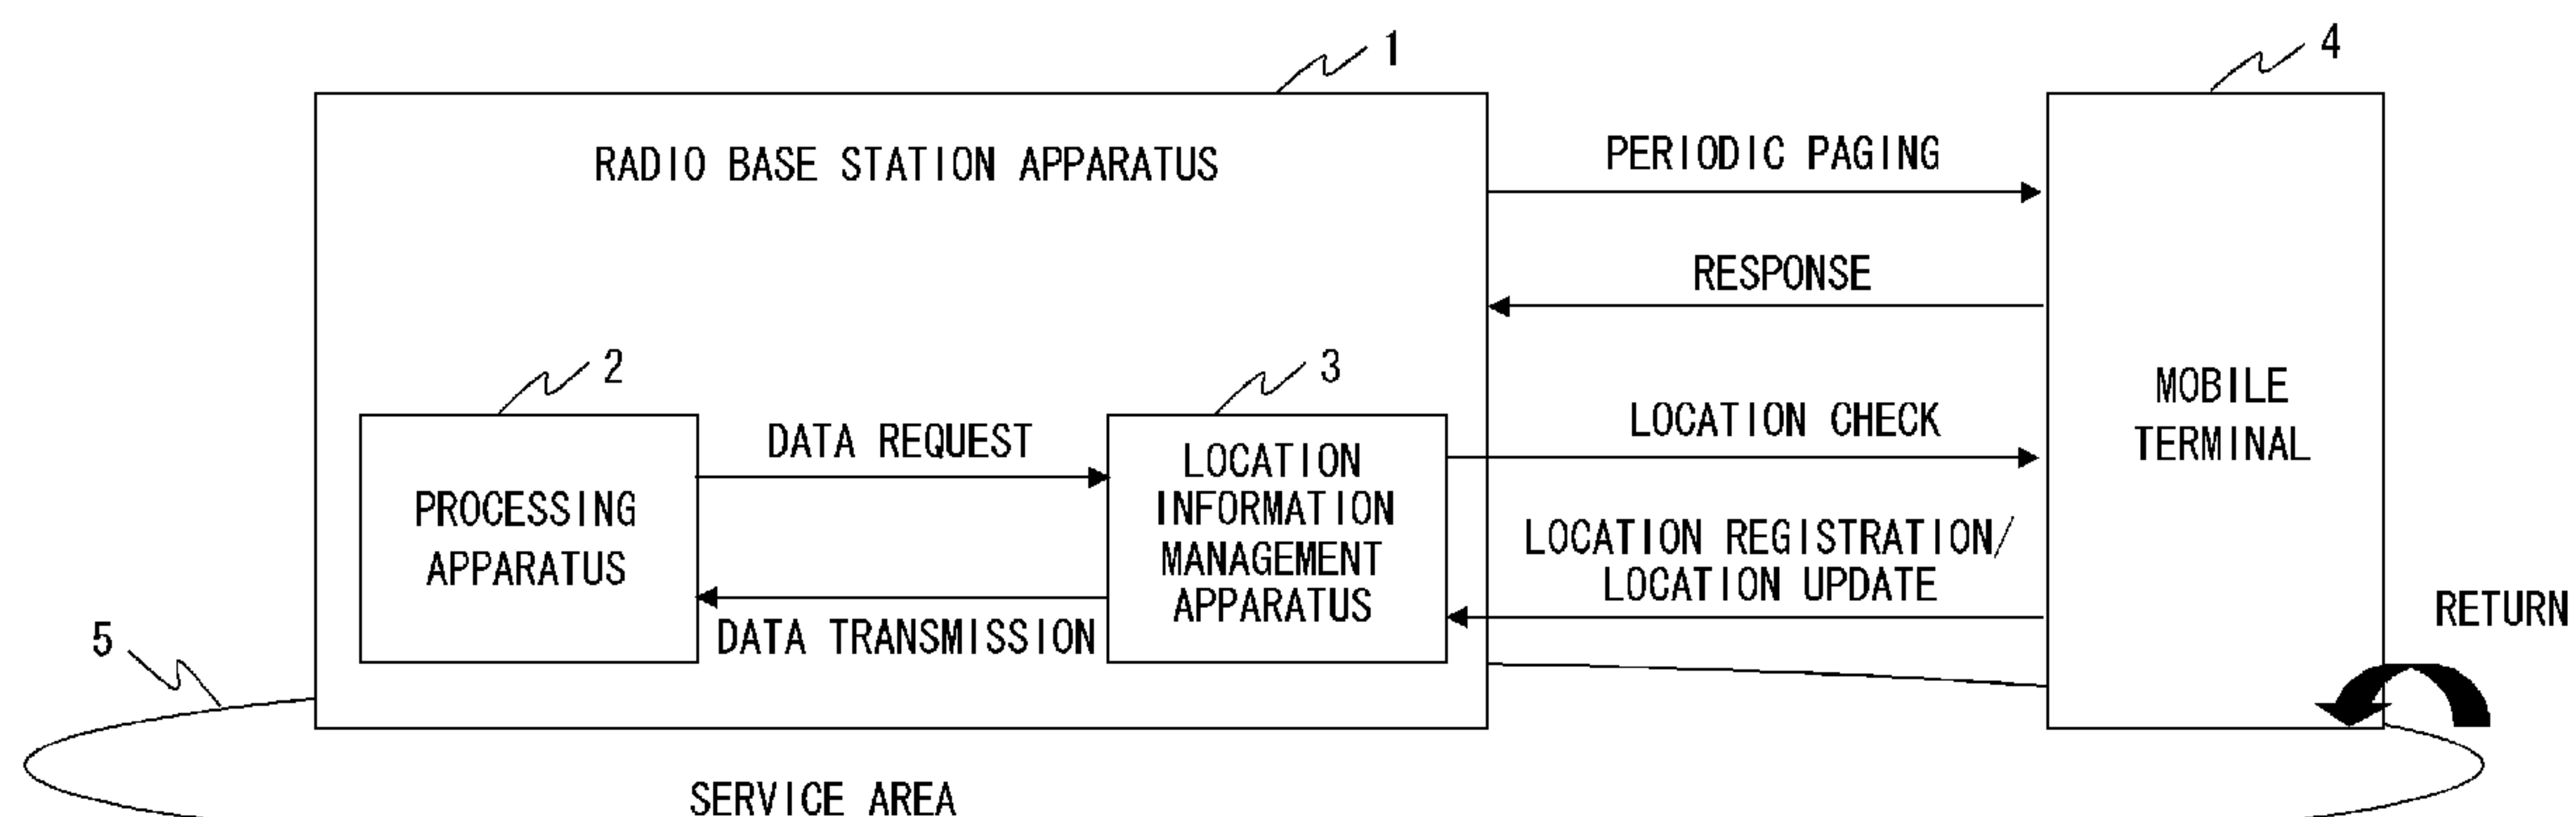 1
4
RADIO BASE STATION APPARATUS
PERIODIC PAGING
RESPONSE
2
3
DATA REQUEST
LOCATION CHECK
MOBILE
TERMINAL
PROCESSING
APPARATUS
LOCATION
INFORMATION
MANAGEMENT
APPARATUS
LOCATION REGISTRATION/
LOCATION UPDATE
DATA TRANSMISSION
RETURN
5
SERVICE AREA